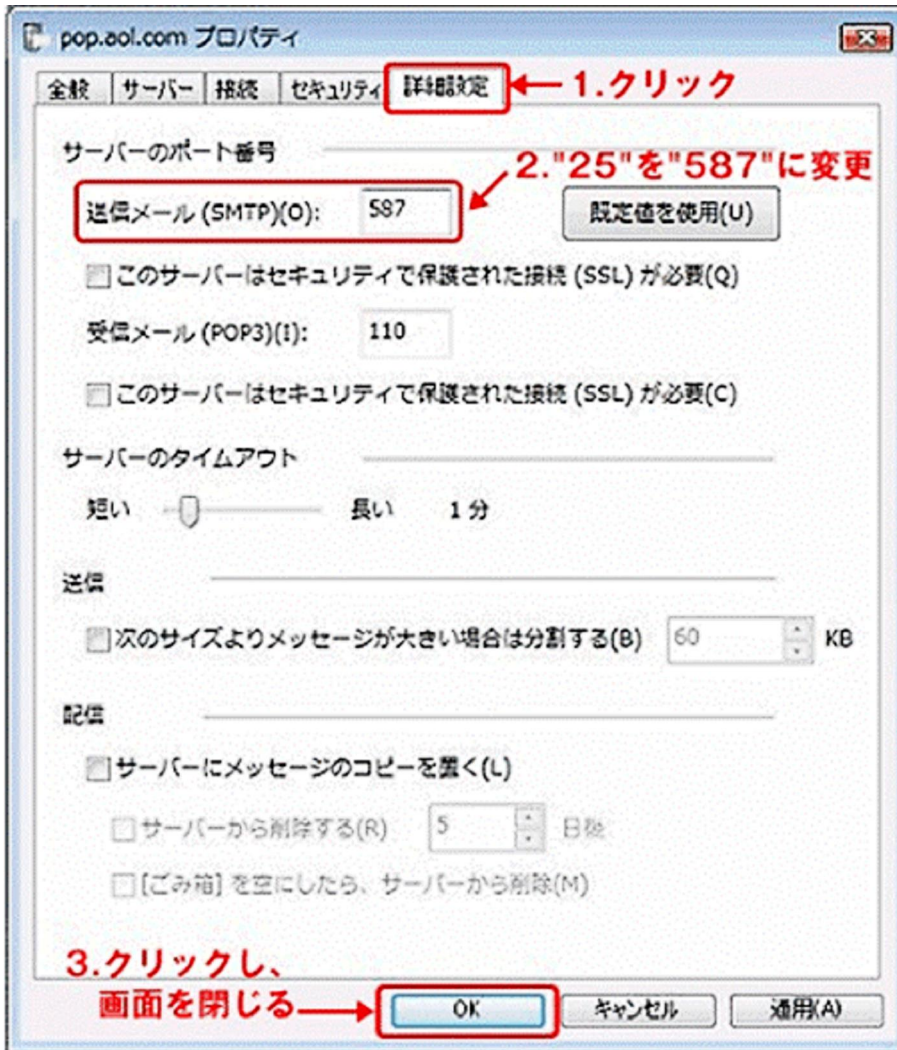 pop.aol.com プロパティ
全般 サーバー 接続 セキュリティ 詳細設定 1.クリック
サーバーのポート番号
2."25"を"587"に変更
送信メール (SMTP)(O): 587 既定値を使用(U)
このサーバーはセキュリティで保護された接続 (SSL) が必要(Q)
受信メール (POP3)(I): 110
このサーバーはセキュリティで保護された接続 (SSL) が必要(C)
サーバーのタイムアウト
短い 長い 1 分
送信
次のサイズよりメッセージが大きい場合は分割する(B) 60 KB
配信
サーバーにメッセージのコピーを置く(L)
サーバーから削除する(R) 5 日後
[ごみ箱] を空にしたら、サーバーから削除(M)
3.クリックし、
画面を閉じる
OK キャンセル 適用(A)